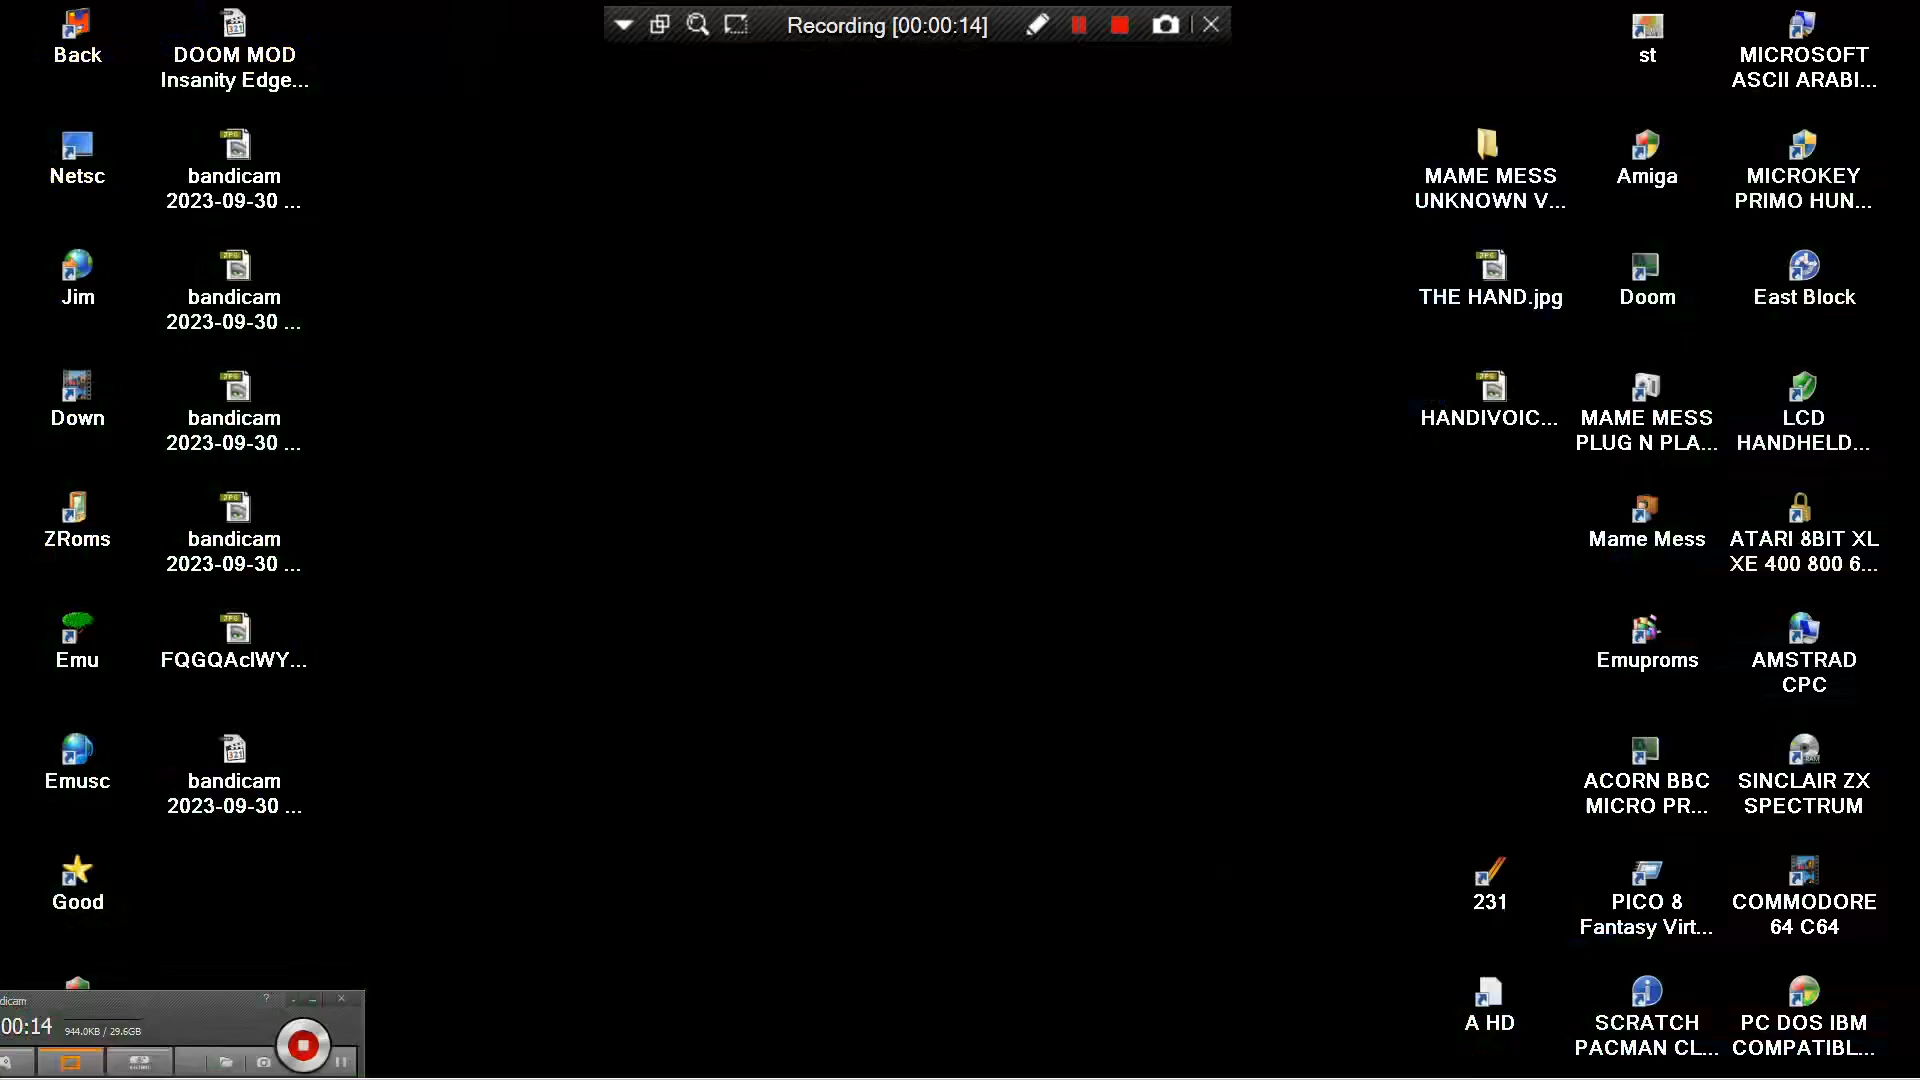 Recording [00:00:14]
Back
Netsc
Jim
Down
ZRoms
Emu
Emusc
Good
DOOM MOD
Insanity Edge...
bandicam
2023-09-30 ...
bandicam
2023-09-30 ...
bandicam
2023-09-30 ...
bandicam
2023-09-30 ...
FQGQAclWY...
bandicam
2023-09-30 ...
MAME MESS
UNKNOWN V...
THE HAND.jpg
HANDIVOIC...
231
A HD
st
Amiga
Doom
MAME MESS
PLUG N PLA...
Mame Mess
Emuproms
ACORN BBC
MICRO PR...
PICO 8
Fantasy Virt...
SCRATCH
PACMAN CL...
MICROSOFT
ASCII ARABI...
MICROKEY
PRIMO HUN...
East Block
LCD
HANDHELD...
ATARI 8BIT XL
XE 400 800 6...
AMSTRAD
CPC
SINCLAIR ZX
SPECTRUM
COMMODORE
64 C64
PC DOS IBM
COMPATIBL...
dicam
00:14
944.0KB / 29.6GB